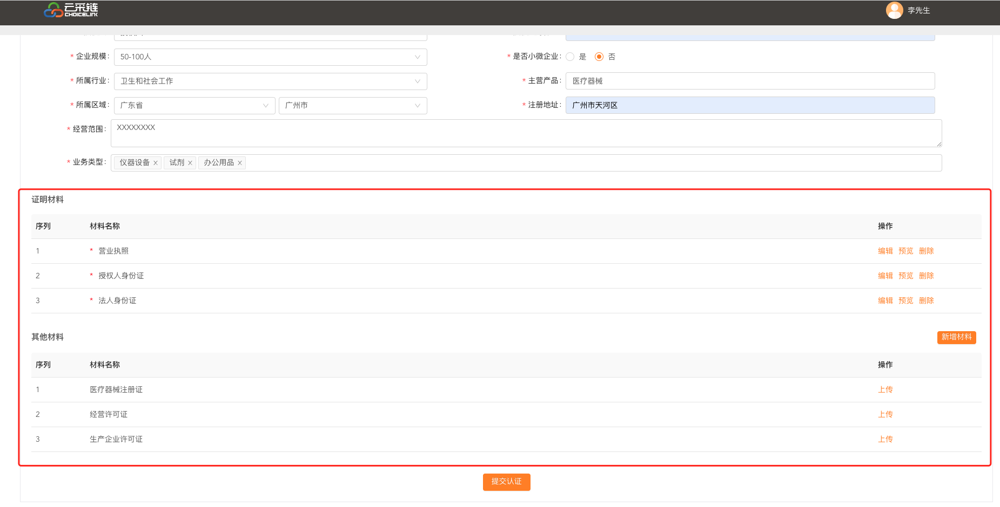 云采链 CHOICELINK
李先生
* 企业规模: 50-100人 * 是否小微企业: 是 否
* 所属行业: 卫生和社会工作 * 主营产品: 医疗器械
* 所属区域: 广东省 广州市 * 注册地址: 广州市天河区
* 经营范围: XXXXXXXX
* 业务类型: 仪器设备 × 试剂 × 办公用品 ×
证明材料
序列 材料名称 操作
1 * 营业执照 编辑 预览 删除
2 * 授权人身份证 编辑 预览 删除
3 * 法人身份证 编辑 预览 删除
其他材料 新增材料
序列 材料名称 操作
1 医疗器械注册证 上传
2 经营许可证 上传
3 生产企业许可证 上传
提交认证